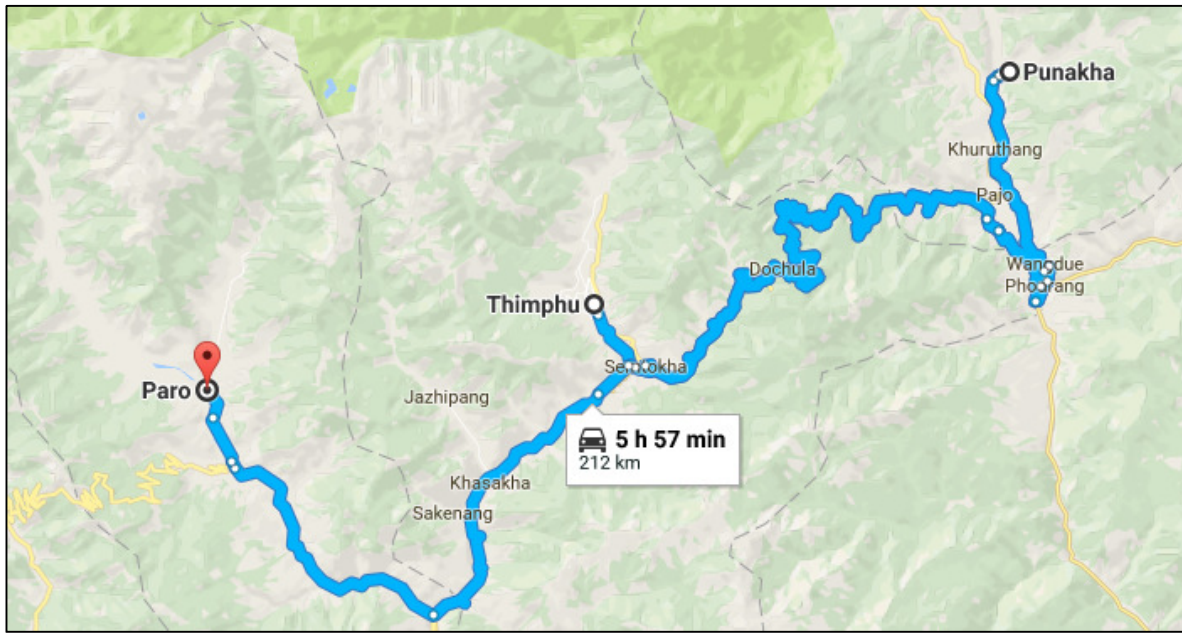 Punakha
Khuruthang
Pajo
Wangdue
Phodrang
Dochula
Thimphu
Paro
Jazhipang
5 h 57 min
212 km
Khasakha
Sakenang